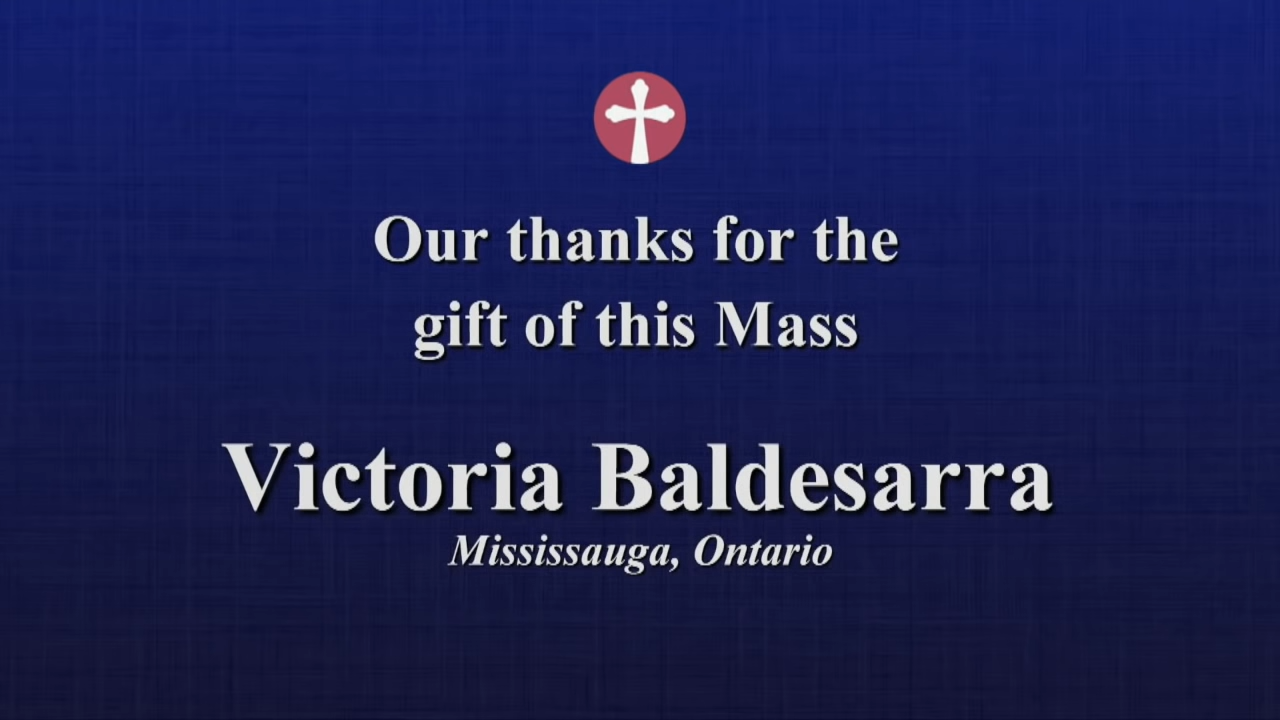 Our thanks for the
gift of this Mass
Victoria Baldesarra
Mississauga, Ontario